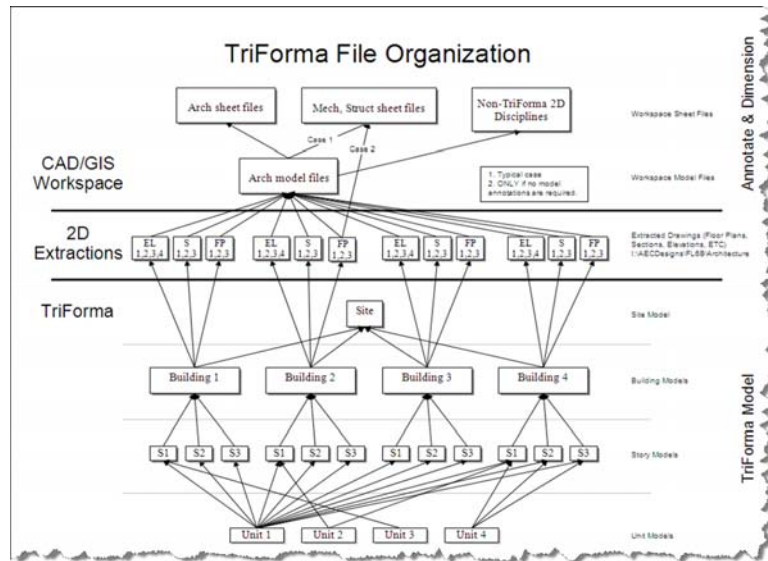 TriForma File Organization
Annotate & Dimension
Arch sheet files
Mech, Struct sheet files
Non-TriForma 2D
Disciplines
Workspace Sheet Files
Case 1
Case 2
CAD/GIS
Workspace
Arch model files
1. Typical case
2. ONLY if no model
annotations are required.
Workspace Model Files
2D
Extractions
EL
1,2,3,4
S
1,2,3
FP
1,2,3
EL
1,2,3,4
S
1,2,3
FP
1,2,3
EL
1,2,3,4
S
1,2,3
FP
1,2,3
EL
1,2,3,4
S
1,2,3
FP
1,2,3
Extracted Drawings (Floor Plans,
Sections, Elevations, ETC)
TriForma
Site
Site Model
Building 1
Building 2
Building 3
Building 4
Building Models
TriForma Model
S1
S2
S3
S1
S2
S3
S1
S2
S3
S1
S2
S3
Story Models
Unit 1
Unit 2
Unit 3
Unit 4
Unit Models